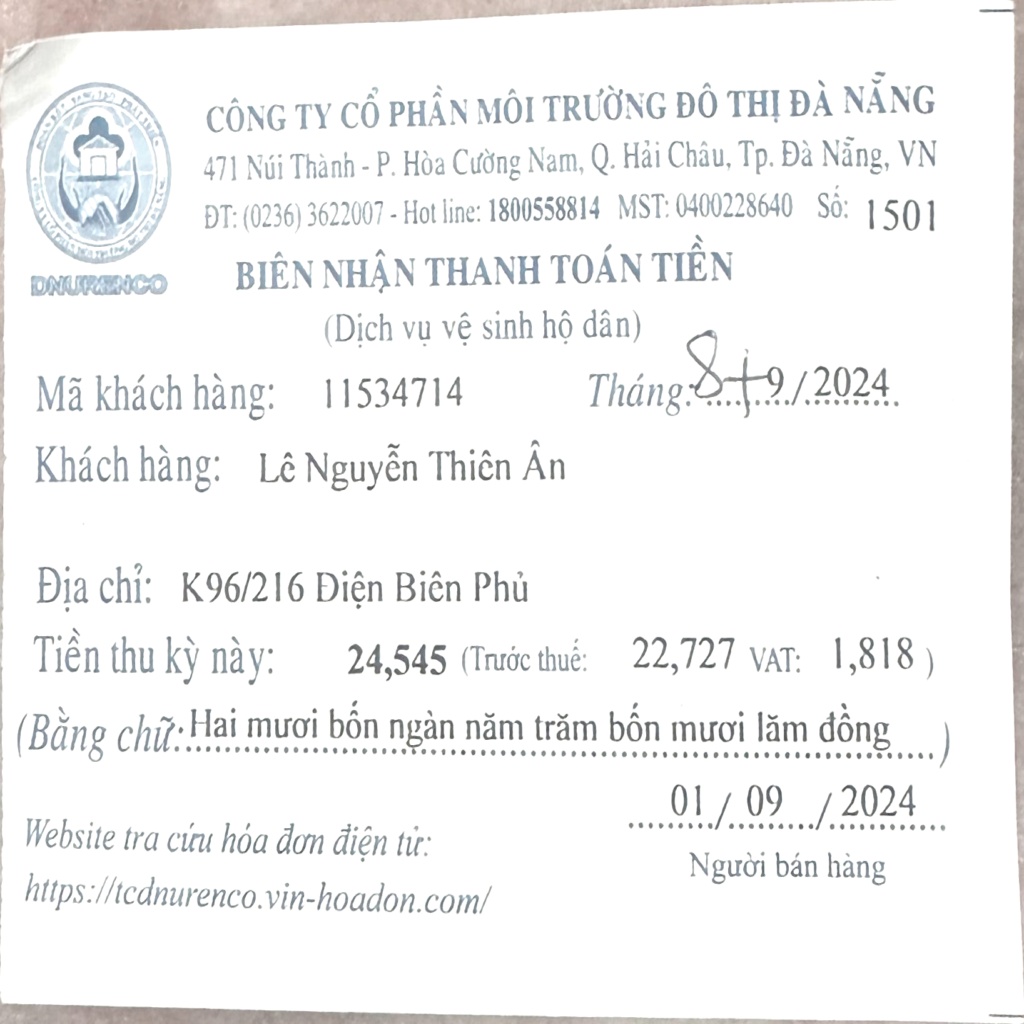 CÔNG TY CỔ PHẦN MÔI TRƯỜNG ĐÔ THỊ ĐÀ NẴNG
471 Núi Thành - P. Hòa Cường Nam, Q. Hải Châu, Tp. Đà Nẵng, VN
ĐT: (0236) 3622007 - Hot line: 1800558814 MST: 0400228640 Số: 1501
DNURENCO
BIÊN NHẬN THANH TOÁN TIỀN
(Dịch vụ vệ sinh hộ dân)
Mã khách hàng: 11534714 Tháng: 8+9/2024
Khách hàng: Lê Nguyễn Thiên Ân
Địa chỉ: K96/216 Điện Biên Phủ
Tiền thu kỳ này: 24,545 (Trước thuế: 22,727 VAT: 1,818 )
(Bằng chữ: Hai mươi bốn ngàn năm trăm bốn mươi lăm đồng )
01 / 09 / 2024
Người bán hàng
Website tra cứu hóa đơn điện tử:
https://tcdnurenco.vin-hoadon.com/